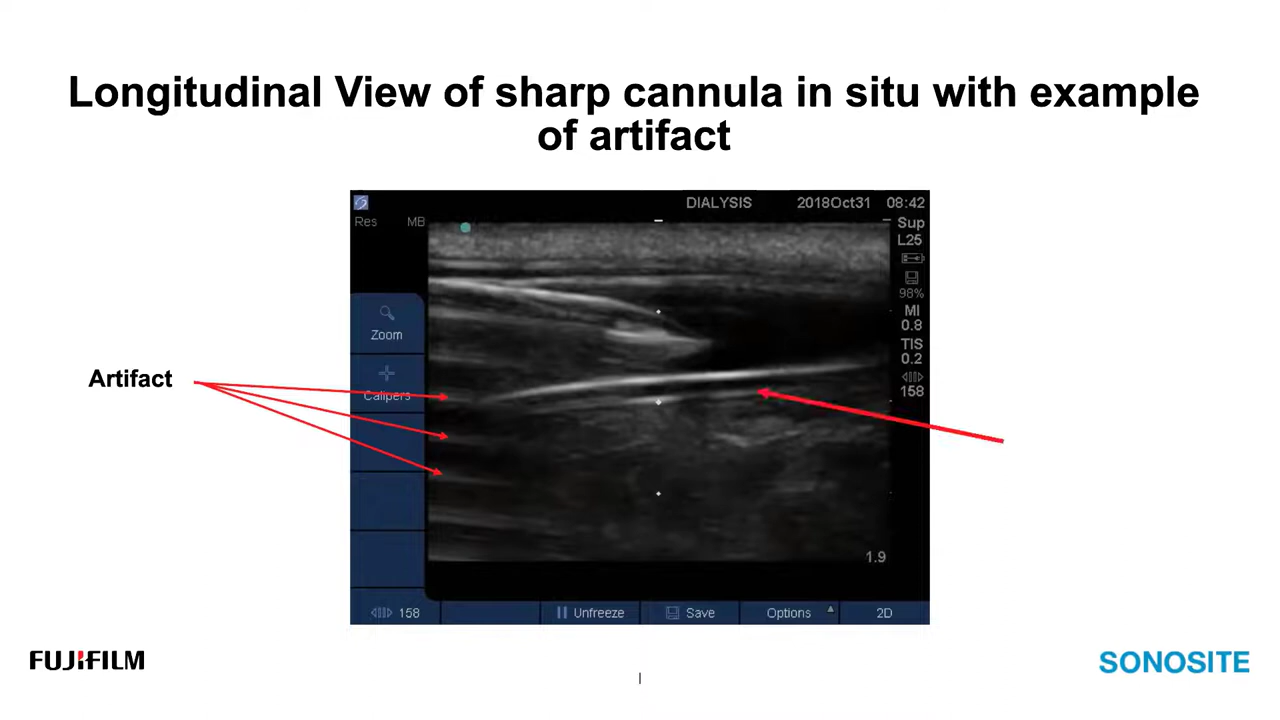 Longitudinal View of sharp cannula in situ with example
of artifact
DIALYSIS 2018Oct31 08:42
Res MB
Sup
L25
98%
MI
0.8
TIS
0.2
158
Zoom
Calipers
Artifact
1.9
158 Unfreeze Save Options 2D
FUJIFILM
SONOSITE